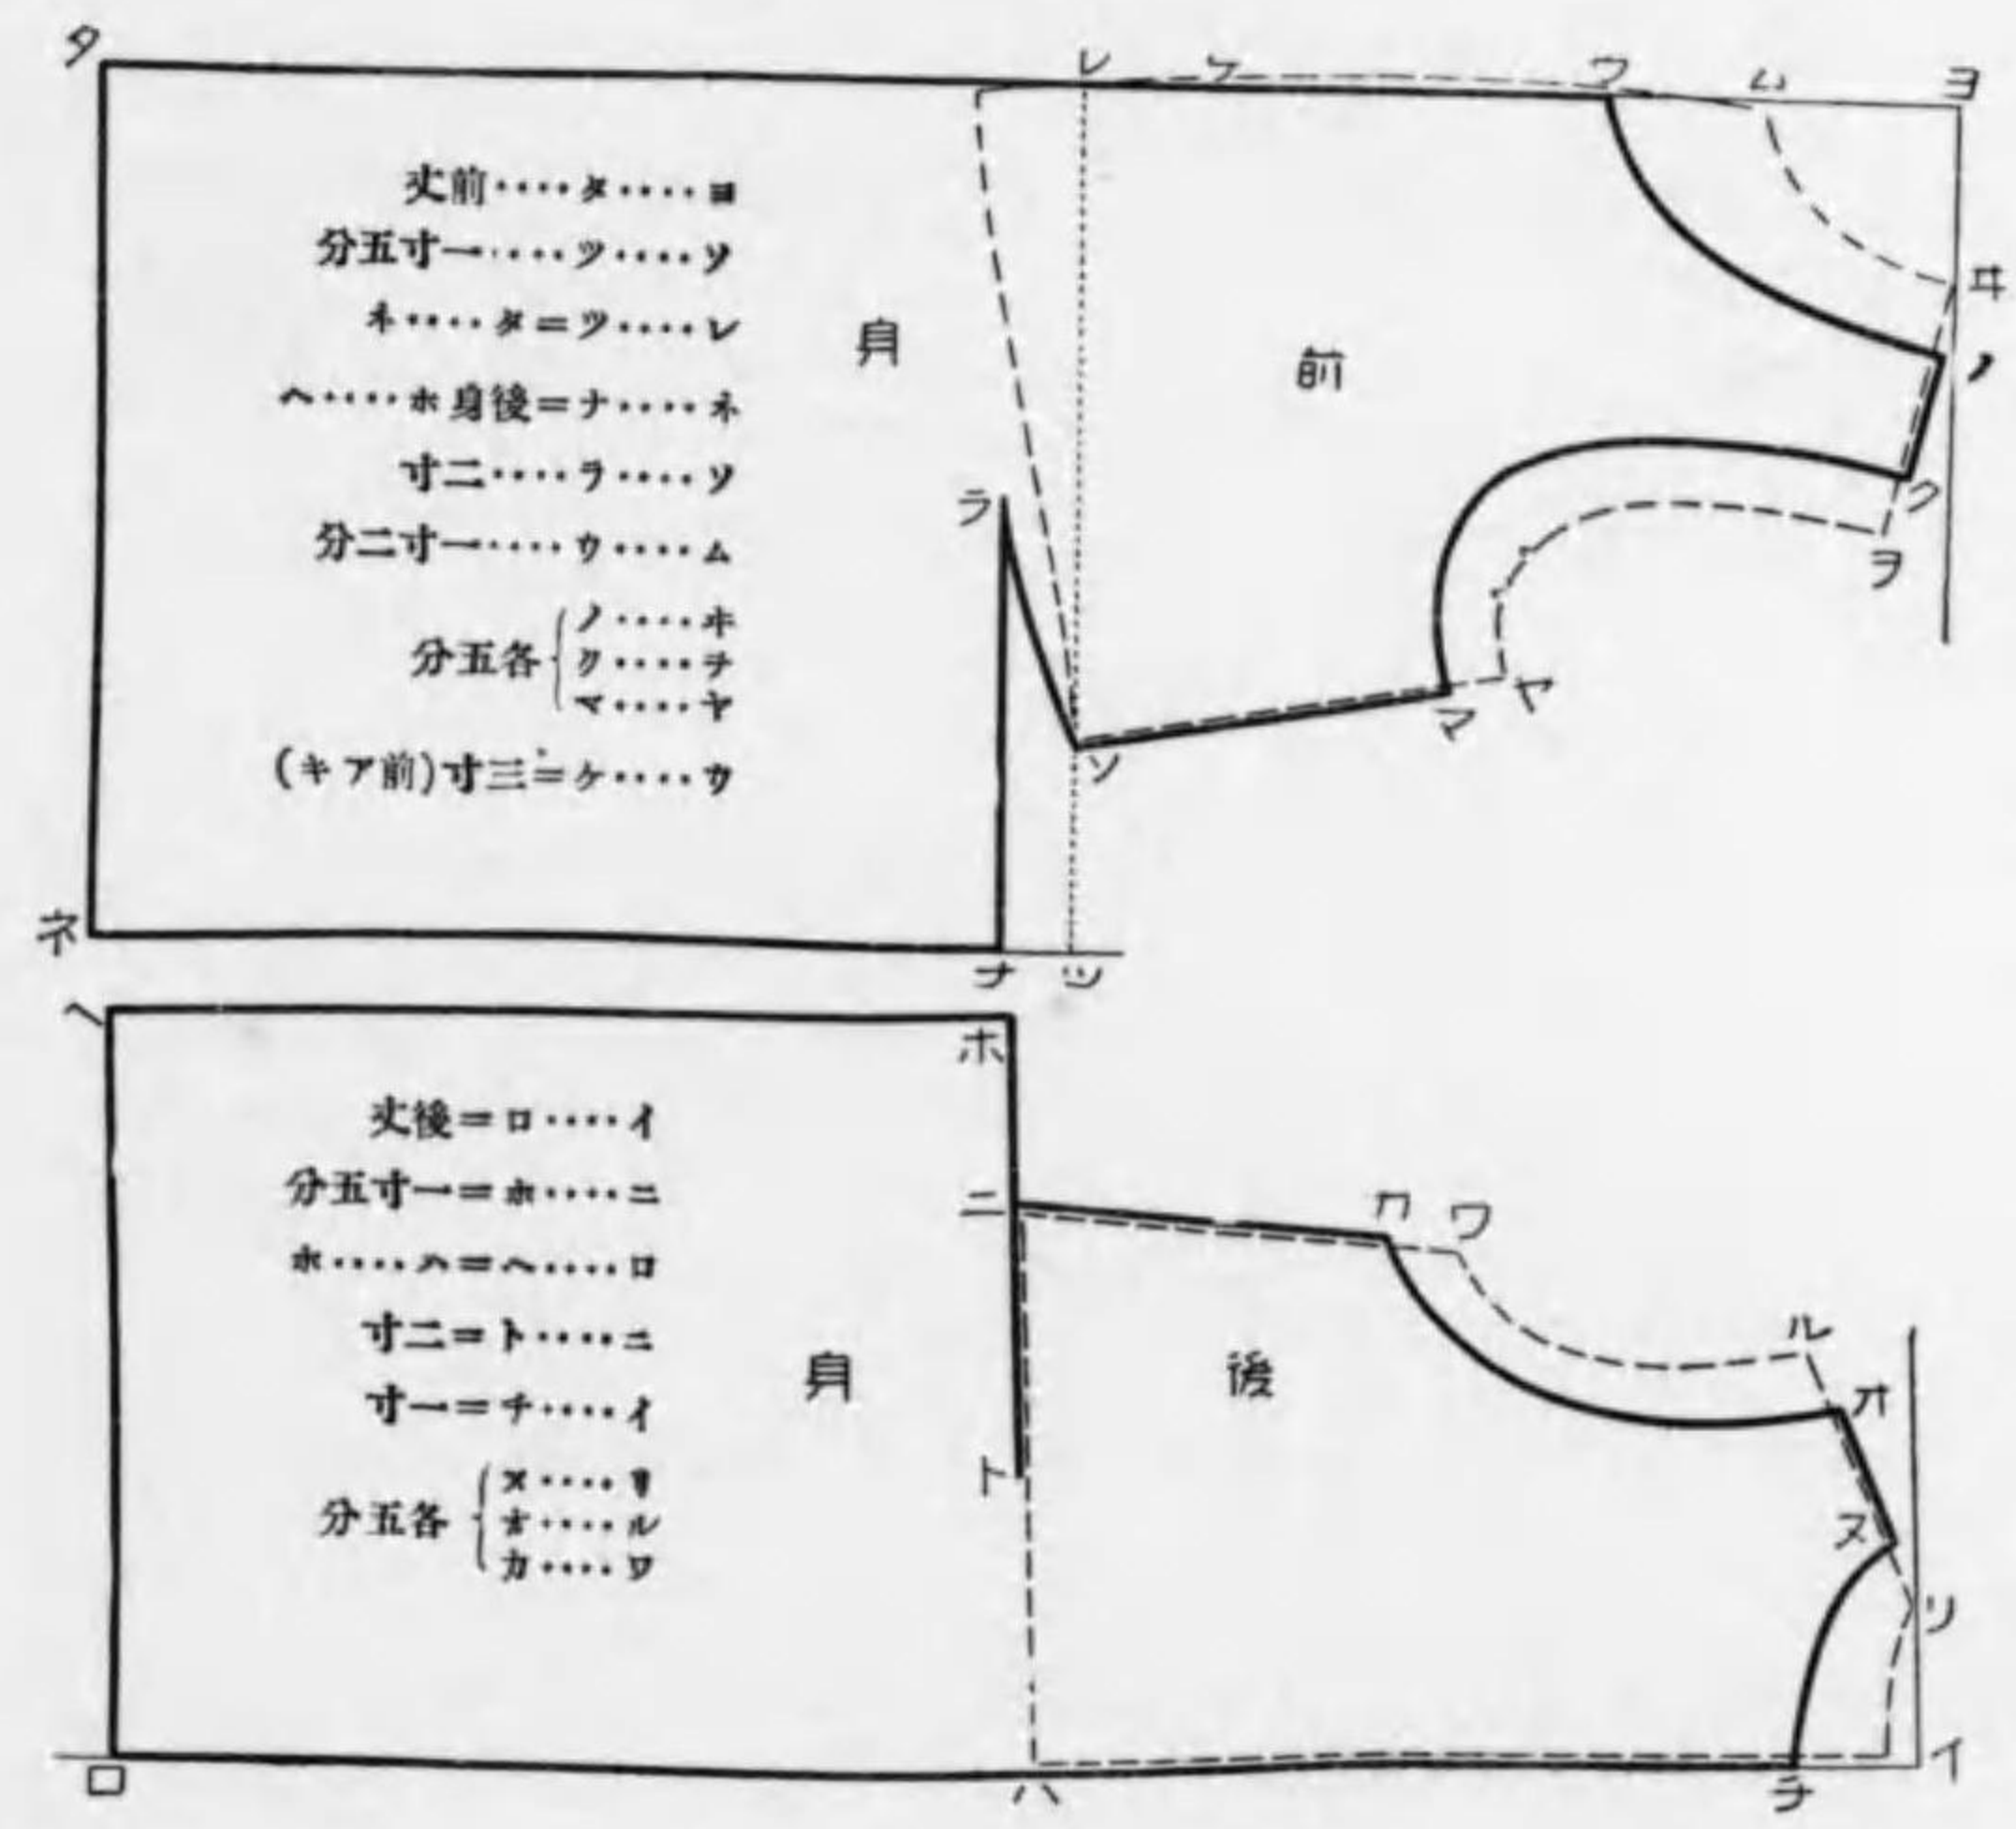 タ
レ
ケ
ウ
ム
ヨ
ヨ‥‥タ‥‥前丈
ソ‥‥ツ‥‥一寸五分
レ‥‥ツ=タ‥‥ネ
ネ‥‥ナ=後身ホ‥‥ヘ
ソ‥‥ラ‥‥二寸
ム‥‥ウ‥‥一寸二分
ヰ‥‥ノ
ヲ‥‥ク
ヤ‥‥マ
各五分
ウ‥‥ケ=三寸(前アキ)
前
身
ヰ
ノ
ク
ヲ
ラ
ヤ
マ
ソ
ネ
ナ
ツ
ヘ
ホ
イ‥‥ロ=後丈
ニ‥‥ホ=一寸五分
ロ‥‥ヘ=ハ‥‥ホ
ニ‥‥ト=二寸
イ‥‥チ=一寸
リ‥‥ヌ
ル‥‥オ
ワ‥‥カ
各五分
後
身
ニ
カ
ワ
ル
オ
ト
ヌ
リ
ロ
ハ
チ
イ